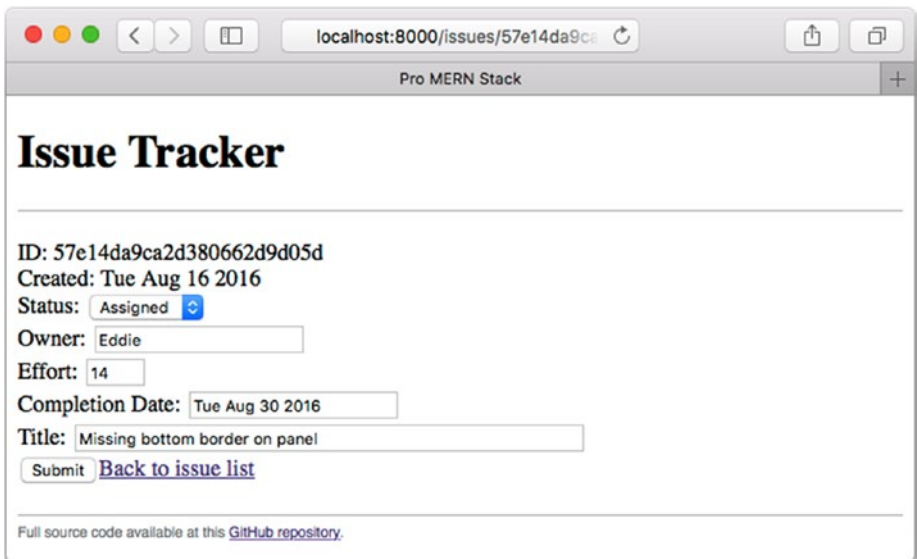 localhost:8000/issues/57e14da9ca
Pro MERN Stack
Issue Tracker
ID: 57e14da9ca2d380662d9d05d
Created: Tue Aug 16 2016
Status: Assigned
Owner: Eddie
Effort: 14
Completion Date: Tue Aug 30 2016
Title: Missing bottom border on panel
Submit Back to issue list
Full source code available at this GitHub repository.